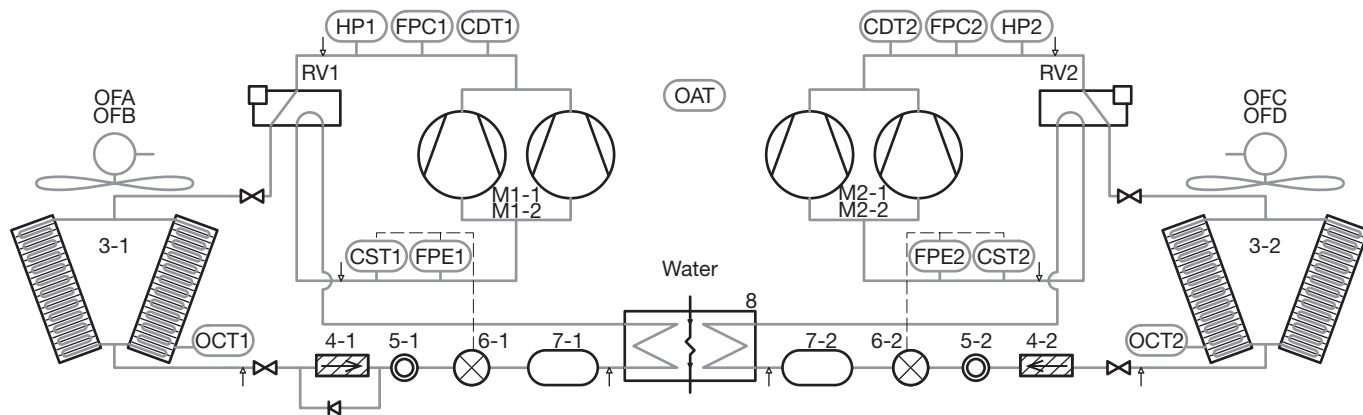 HP1 FPC1 CDT1 CDT2 FPC2 HP2
RV1 RV2
OAT
OFA OFC
OFB OFD
M1-1 M2-1
M1-2 M2-2
3-1 3-2
CST1 FPE1 FPE2 CST2
Water
8
OCT1 4-1 5-1 6-1 7-1 7-2 6-2 5-2 4-2 OCT2